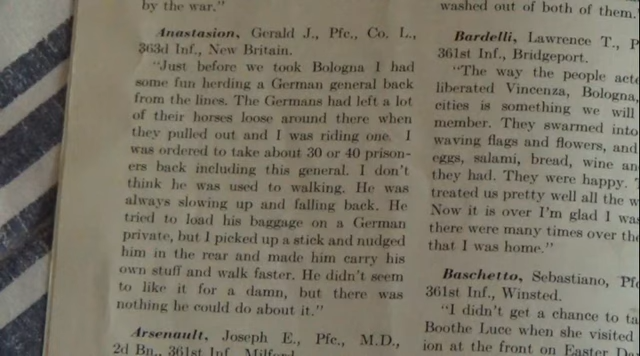 by the war."
Anastasion, Gerald J., Pfc., Co. L.,
363d Inf., New Britain.
"Just before we took Bologna I had
some fun herding a German general back
from the lines. The Germans had left a lot
of their horses loose around there when
they pulled out and I was riding one. I
was ordered to take about 30 or 40 prison-
ers back including this general. I don't
think he was used to walking. He was
always slowing up and falling back. He
tried to load his baggage on a German
private, but I picked up a stick and nudged
him in the rear and made him carry his
own stuff and walk faster. He didn't seem
to like it for a damn, but there was
nothing he could do about it."
Arsenault, Joseph E., Pfc., M.D.,
2d Bn., 361st Inf., Milford.
washed out of both of them.
Bardelli, Lawrence T., P
361st Inf., Bridgeport.
"The way the people acte
liberated Vincenza, Bologna,
cities is something we will
member. They swarmed into
waving flags and flowers, and
eggs, salami, bread, wine an
they had. They were happy.
treated us pretty well all the w
Now it is over I'm glad I was
there were many times over the
that I was home."
Baschetto, Sebastiano, Pfc
361st Inf., Winsted.
"I didn't get a chance to ta
Boothe Luce when she visited
ion at the front on Easter